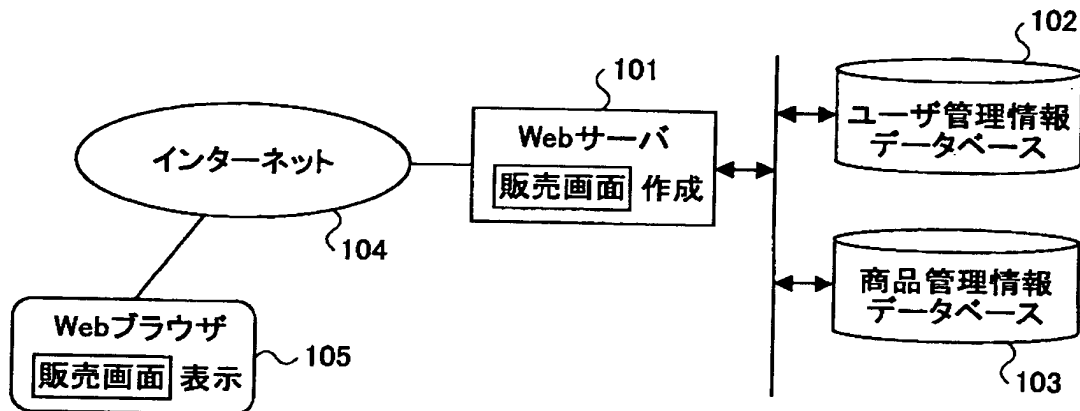 102
101
ユーザ管理情報
データベース
Webサーバ
販売画面 作成
インターネット
104
商品管理情報
データベース
103
Webブラウザ
販売画面 表示
105